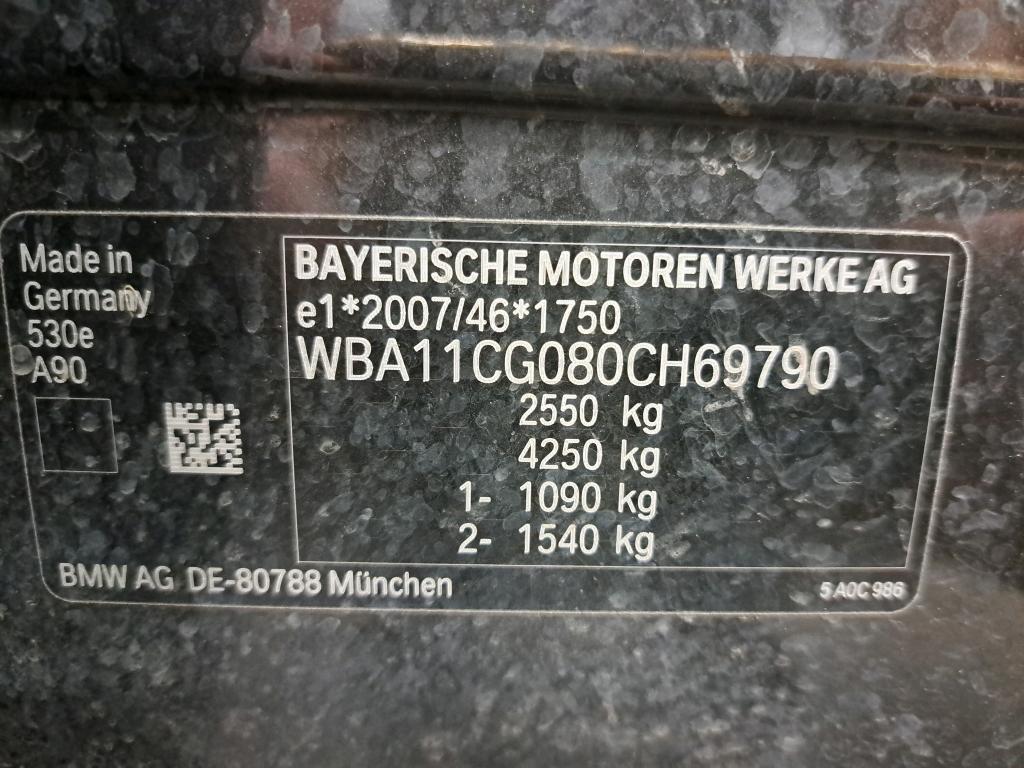 Made in
Germany
530e
A90
BAYERISCHE MOTOREN WERKE AG
e1*2007/46*1750
WBA11CG080CH69790
2550 kg
4250 kg
1- 1090 kg
2- 1540 kg
BMW AG DE-80788 München
5 A0C 986